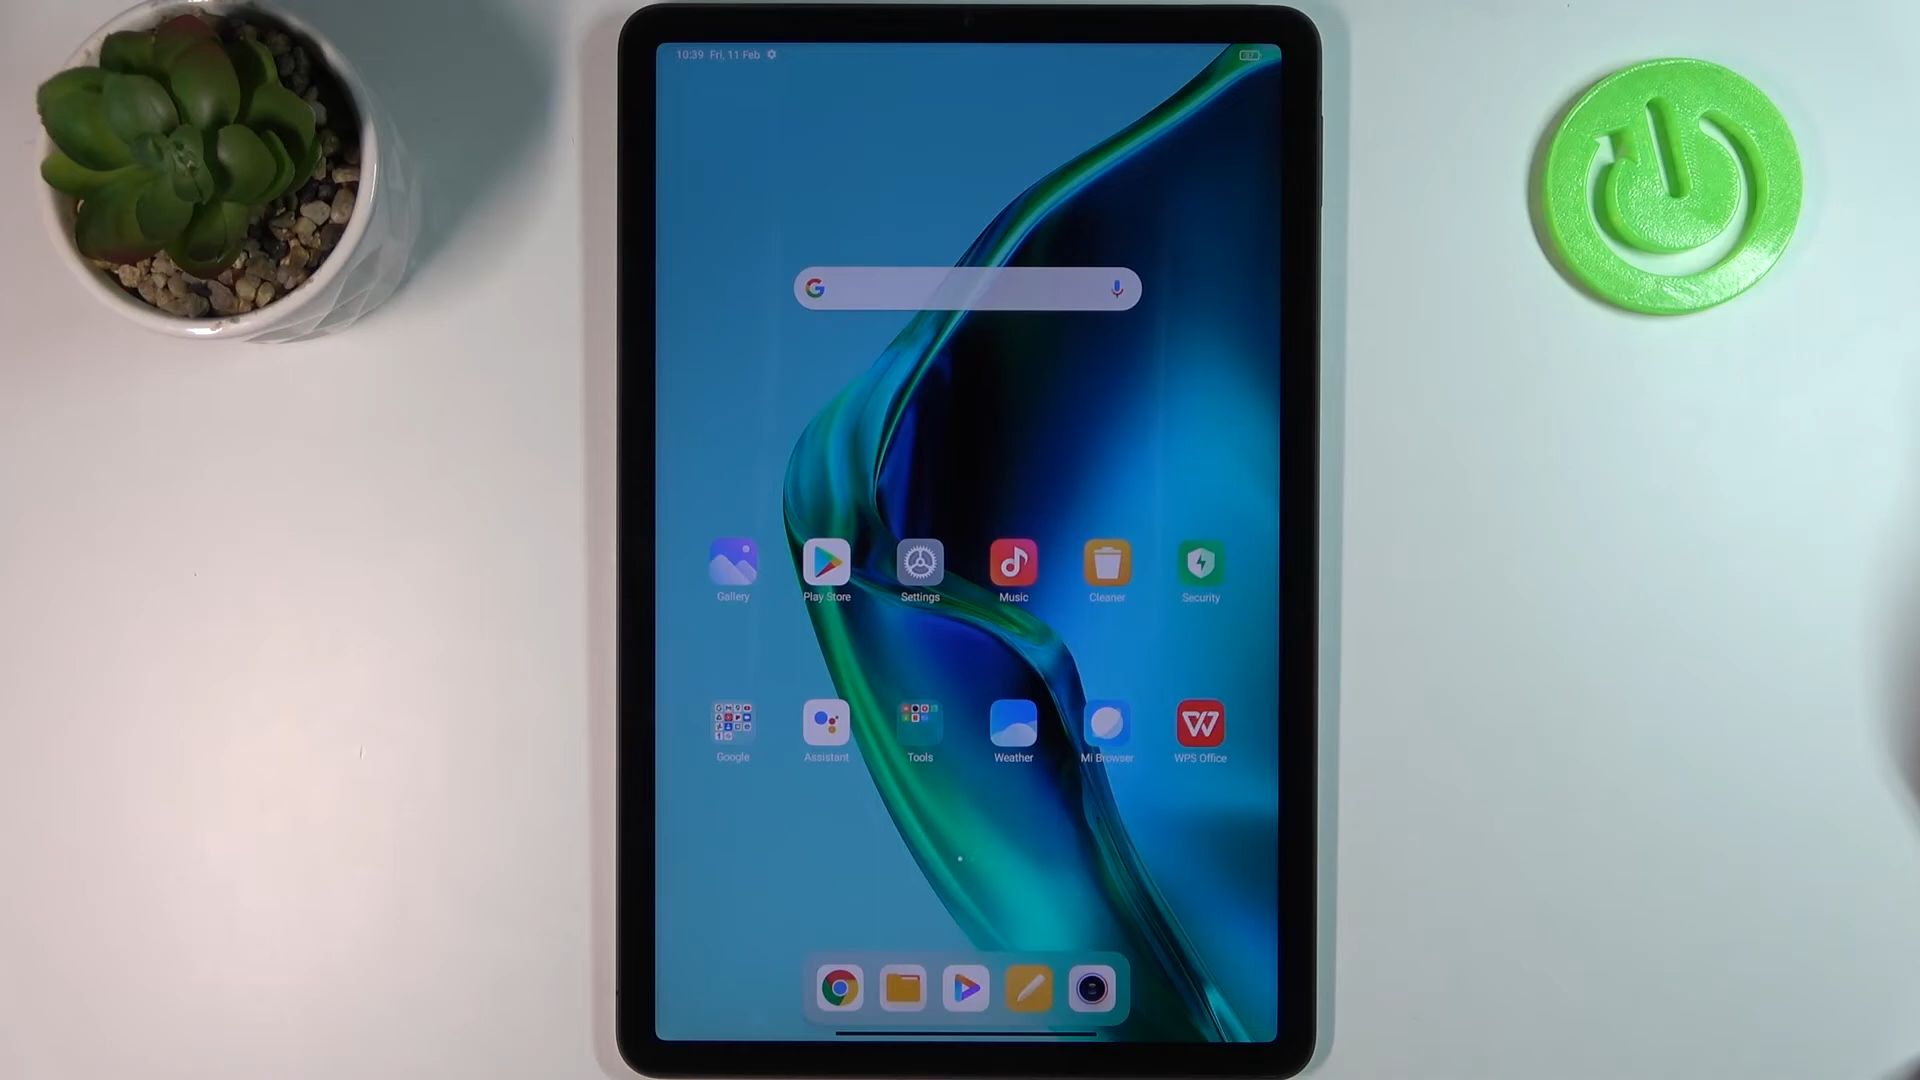 10:39 Fri, 11 Feb
Gallery
Play Store
Settings
Music
Cleaner
Security
Google
Assistant
Tools
Weather
Mi Browser
WPS Office